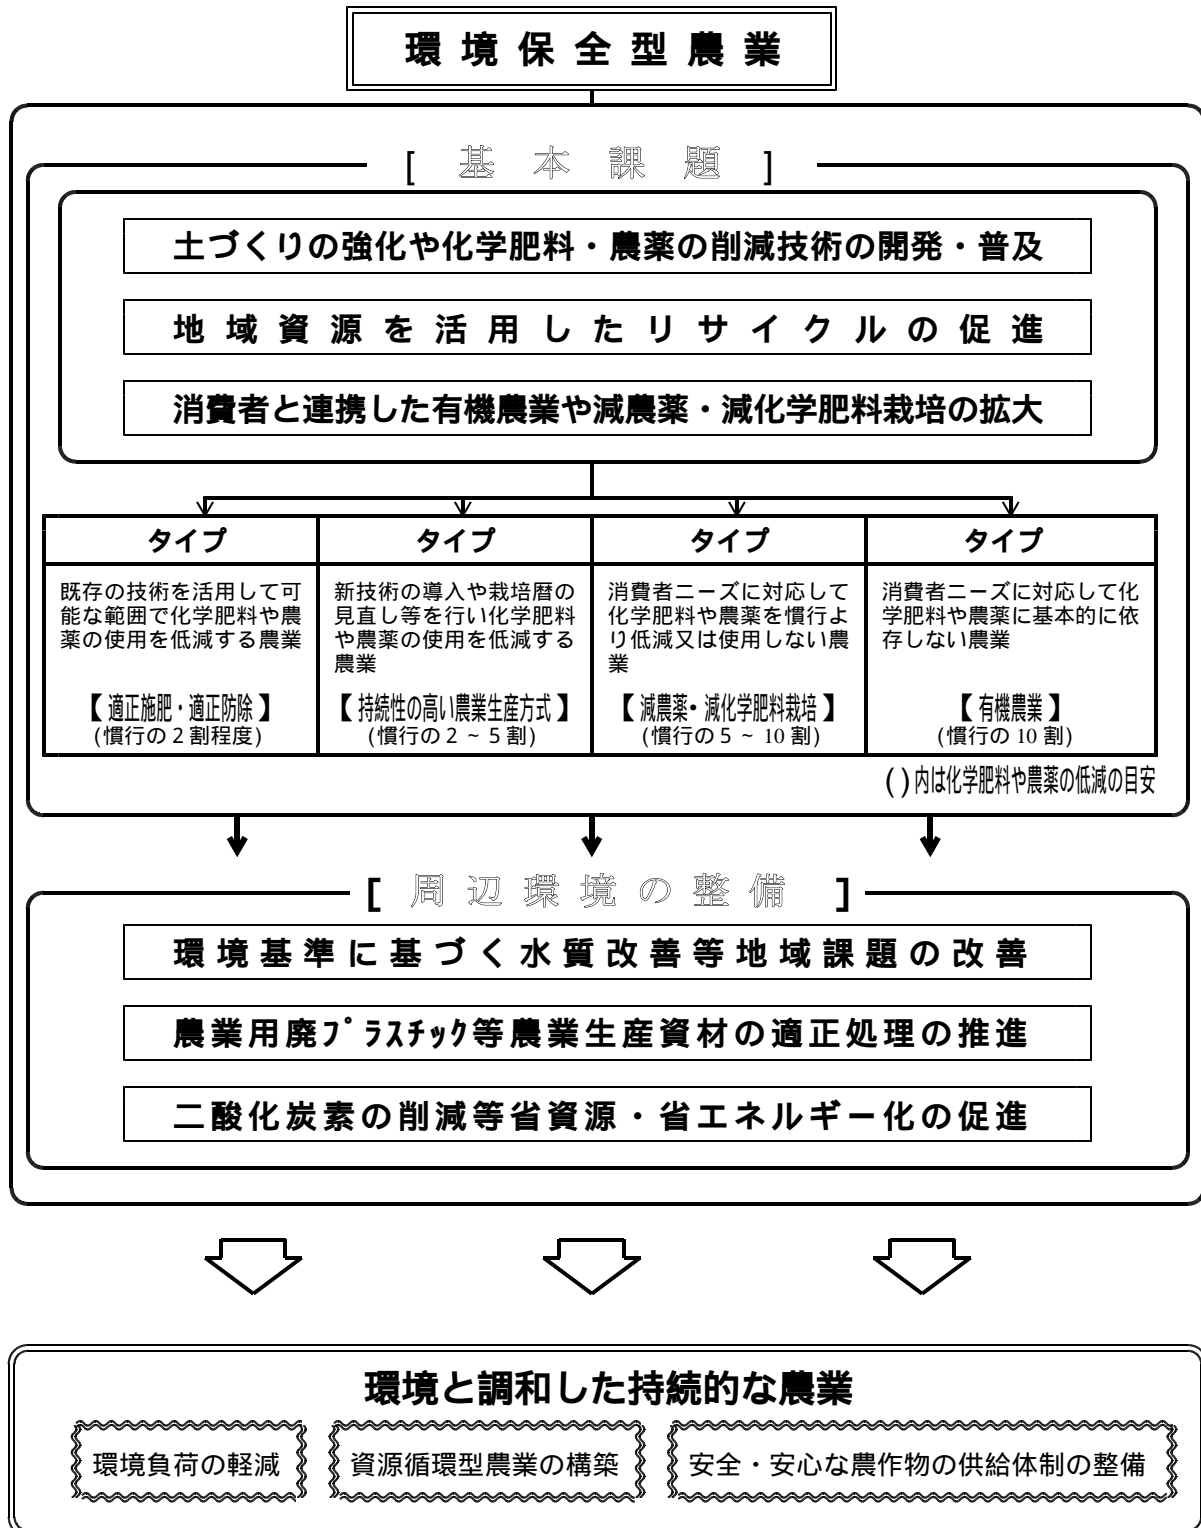 環境保全型農業
[ 基本課題 ]
土づくりの強化や化学肥料・農薬の削減技術の開発・普及
地域資源を活用したリサイクルの促進
消費者と連携した有機農業や減農薬・減化学肥料栽培の拡大
タイプ
既存の技術を活用して可
能な範囲で化学肥料や農
薬の使用を低減する農業
【適正施肥・適正防除】
(慣行の2割程度)
タイプ
新技術の導入や栽培暦の
見直し等を行い化学肥料
や農薬の使用を低減する
農業
【持続性の高い農業生産方式】
(慣行の2~5割)
タイプ
消費者ニーズに対応して
化学肥料や農薬を慣行よ
り低減又は使用しない農
業
【減農薬・減化学肥料栽培】
(慣行の5~10割)
タイプ
消費者ニーズに対応して化
学肥料や農薬に基本的に依
存しない農業
【有機農業】
(慣行の10割)
( )内は化学肥料や農薬の低減の目安
[ 周辺環境の整備 ]
環境基準に基づく水質改善等地域課題の改善
農業用廃プラスチック等農業生産資材の適正処理の推進
二酸化炭素の削減等省資源・省エネルギー化の促進
環境と調和した持続的な農業
環境負荷の軽減
資源循環型農業の構築
安全・安心な農作物の供給体制の整備